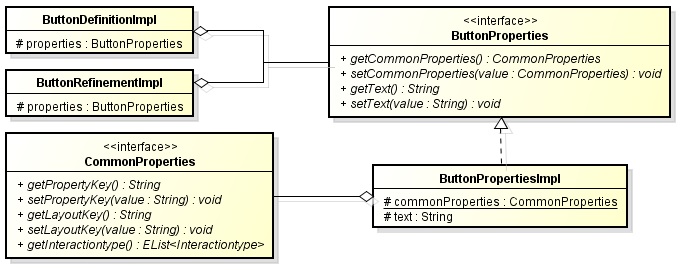 ButtonDefinitionImpl
# properties : ButtonProperties
ButtonRefinementImpl
# properties : ButtonProperties
<<interface>>
ButtonProperties
+ getCommonProperties() : CommonProperties
+ setCommonProperties(value : CommonProperties) : void
+ getText() : String
+ setText(value : String) : void
<<interface>>
CommonProperties
+ getPropertyKey() : String
+ setPropertyKey(value : String) : void
+ getLayoutKey() : String
+ setLayoutKey(value : String) : void
+ getInteractiontype() : EList<Interactiontype>
ButtonPropertiesImpl
# commonProperties : CommonProperties
# text : String